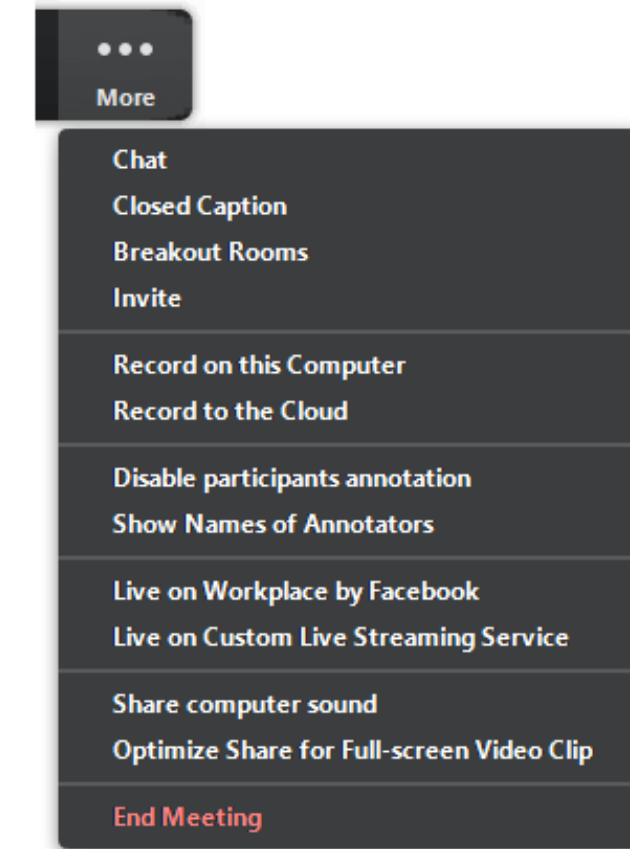 More
Chat
Closed Caption
Breakout Rooms
Invite
Record on this Computer
Record to the Cloud
Disable participants annotation
Show Names of Annotators
Live on Workplace by Facebook
Live on Custom Live Streaming Service
Share computer sound
Optimize Share for Full-screen Video Clip
End Meeting